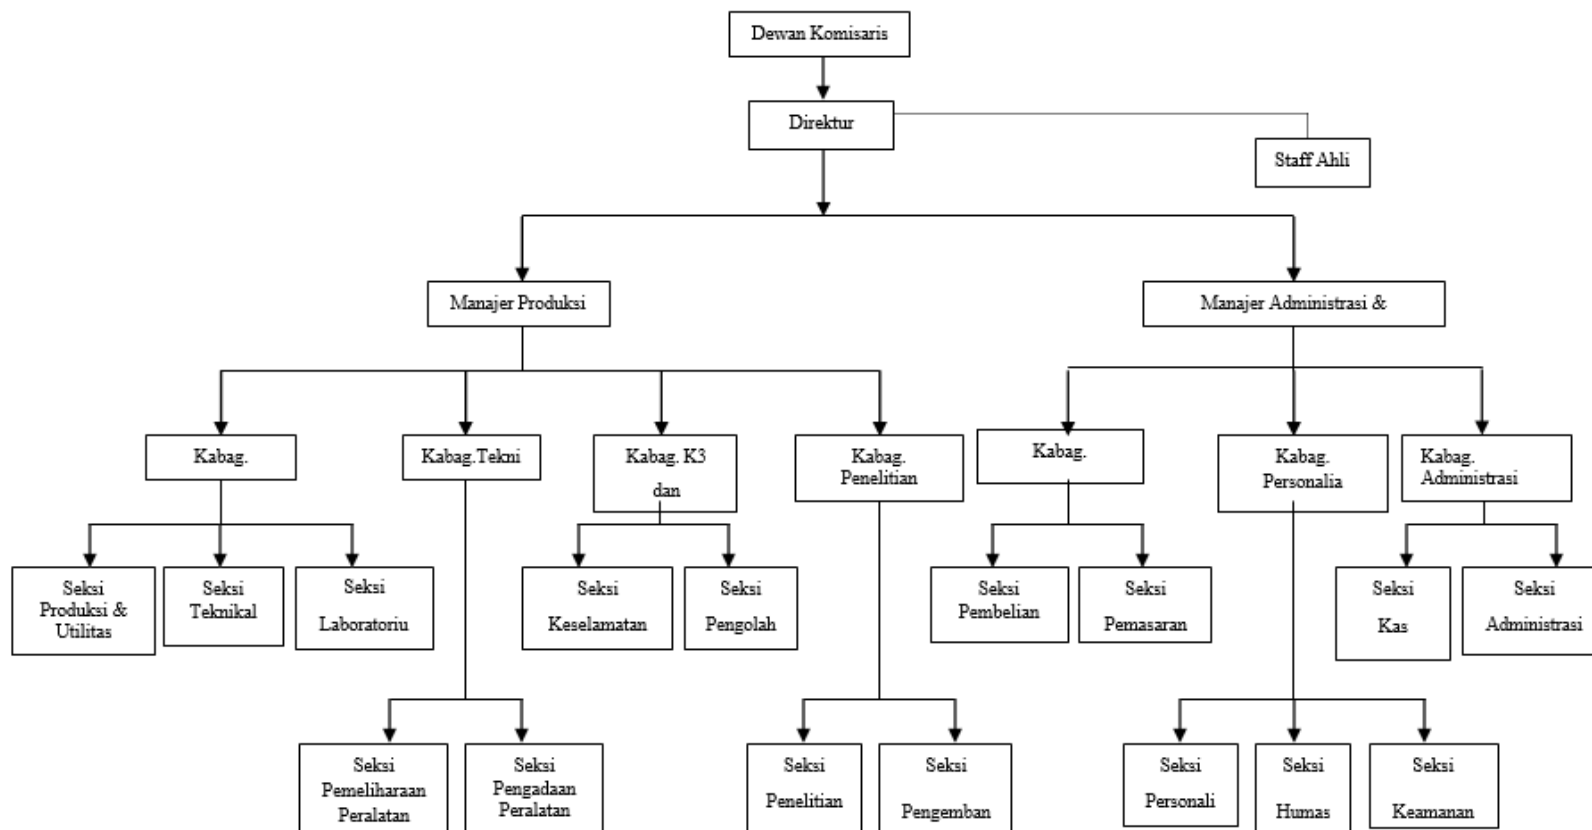 Dewan Komisaris
Direktur
Staff Ahli
Manajer Produksi
Manajer Administrasi &
Kabag.
Kabag.Tekni
Kabag. K3
dan
Kabag.
Penelitian
Kabag.
Kabag.
Personalia
Kabag.
Administrasi
Seksi
Produksi &
Utilitas
Seksi
Teknikal
Seksi
Laboratoriu
Seksi
Keselamatan
Seksi
Pengolah
Seksi
Pembelian
Seksi
Pemasaran
Seksi
Kas
Seksi
Administrasi
Seksi
Pemeliharaan
Peralatan
Seksi
Pengadaan
Peralatan
Seksi
Penelitian
Seksi
Pengemban
Seksi
Personali
Seksi
Humas
Seksi
Keamanan